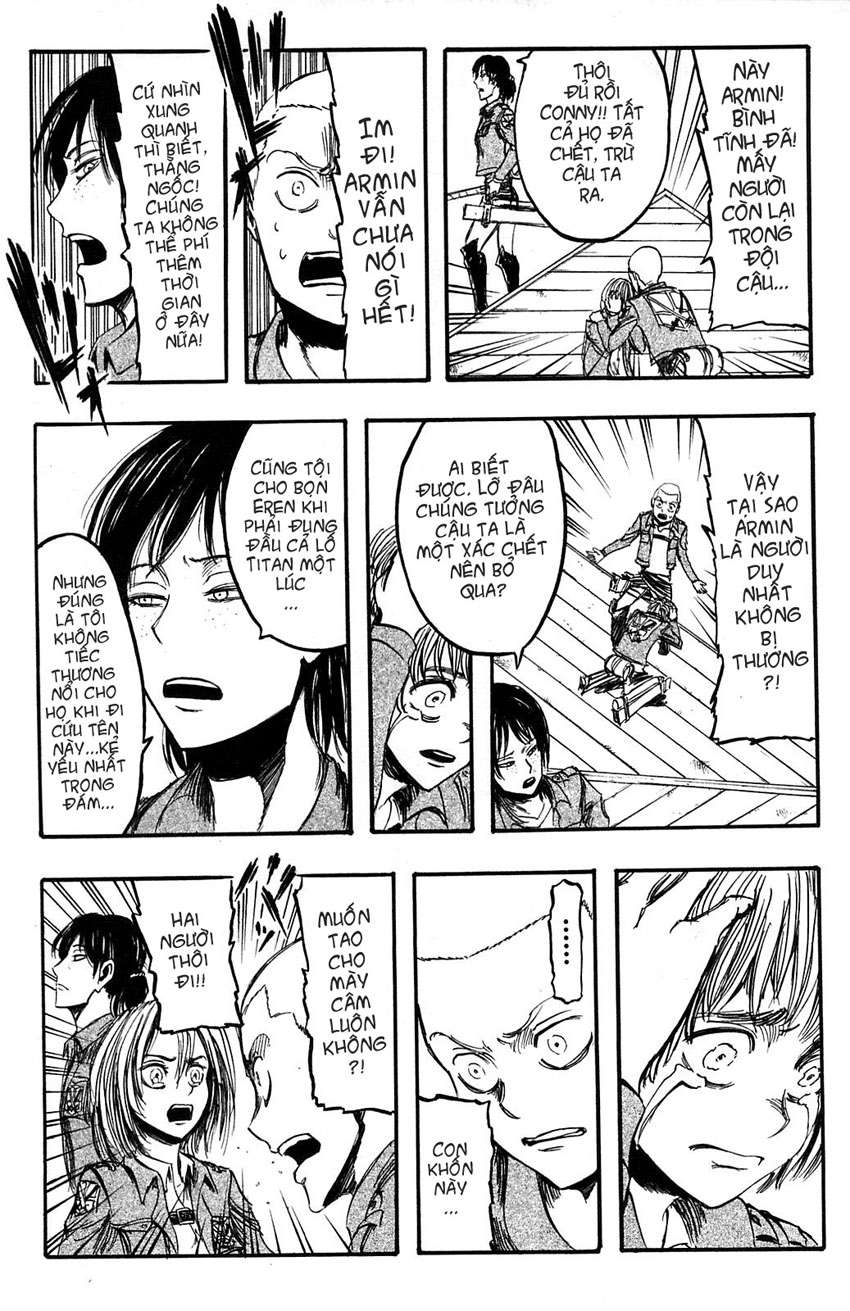 NÀY
ARMIN!
BÌNH
TĨNH ĐÃ!
MẤY
NGƯỜI
CÒN LẠI
TRONG
ĐỘI
CẬU...
THÔI
ĐỦ RỒI
CONNY!! TẤT
CẢ HỌ ĐÃ
CHẾT, TRỪ
CẬU TA
RA.
IM
ĐI!
ARMIN
VẪN
CHƯA
NÓI
GÌ
HẾT!
CỨ NHÌN
XUNG
QUANH
THÌ BIẾT,
THẰNG
NGỐC!
CHÚNG
TA KHÔNG
THỂ PHÍ
THÊM
THỜI
GIAN
Ở ĐÂY
NỮA!
VẬY
TẠI SAO
ARMIN
LÀ NGƯỜI
DUY
NHẤT
KHÔNG
BỊ
THƯƠNG
?!
AI BIẾT
ĐƯỢC. LỠ ĐÂU
CHÚNG TƯỞNG
CẬU TA LÀ
MỘT XÁC CHẾT
NÊN BỎ
QUA?
CŨNG TỘI
CHO BỌN
EREN KHI
PHẢI ĐỤNG
ĐẦU CẢ LỐ
TITAN MỘT
LÚC
...
NHƯNG
ĐÚNG
LÀ TÔI
KHÔNG
TIẾC
THƯƠNG
NỔI CHO
HỌ KHI ĐI
CỨU TÊN
NÀY...KẺ
YẾU NHẤT
TRONG
ĐÁM...
......
CON
KHỐN
NÀY
...
MUỐN
TAO
CHO
MÀY
CÂM
LUÔN
KHÔNG?
?!
HAI
NGƯỜI
THÔI
ĐI!!